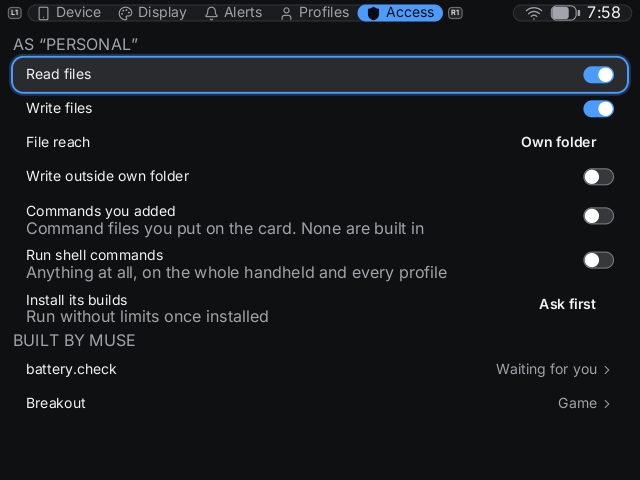 L1 Device Display Alerts Profiles Access R1 7:58
AS “PERSONAL”
Read files
Write files
File reach Own folder
Write outside own folder
Commands you added
Command files you put on the card. None are built in
Run shell commands
Anything at all, on the whole handheld and every profile
Install its builds Ask first
Run without limits once installed
BUILT BY MUSE
battery.check Waiting for you
Breakout Game